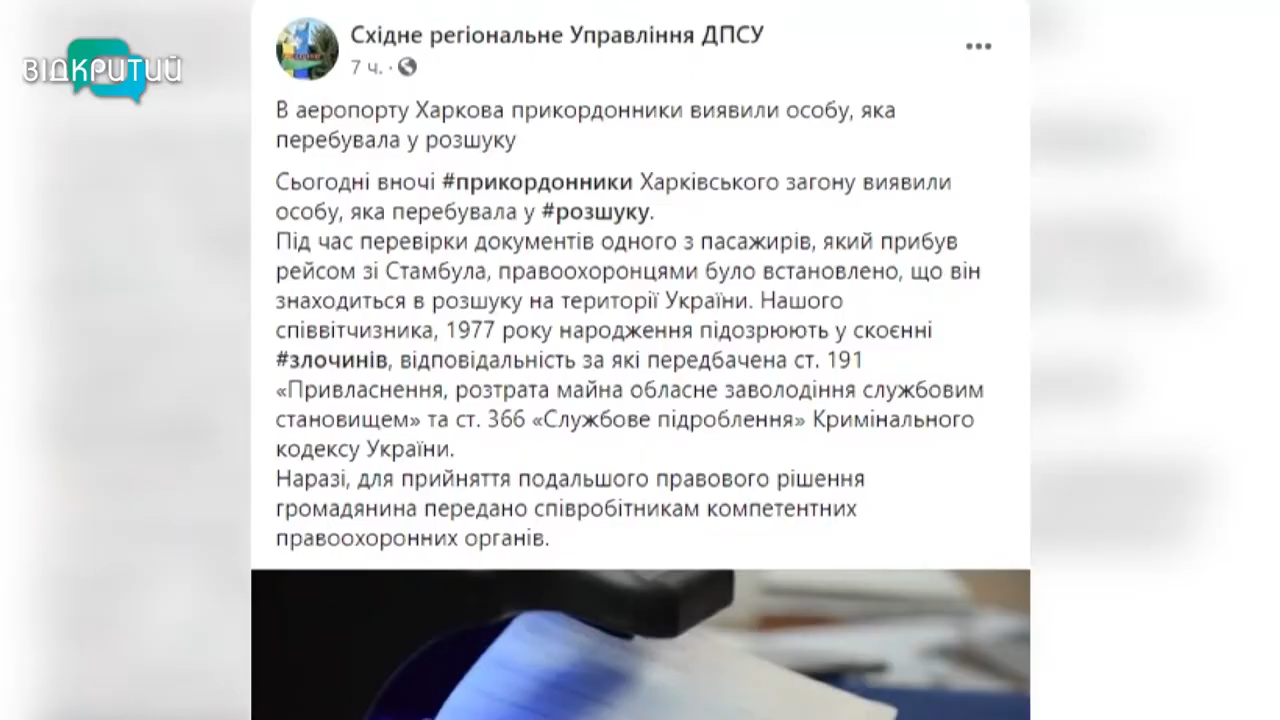 ВІДКРИТИЙ
Східне регіональне Управління ДПСУ
7 ч. ·
В аеропорту Харкова прикордонники виявили особу, яка
перебувала у розшуку
Сьогодні вночі #прикордонники Харківського загону виявили
особу, яка перебувала у #розшуку.
Під час перевірки документів одного з пасажирів, який прибув
рейсом зі Стамбула, правоохоронцями було встановлено, що він
знаходиться в розшуку на території України. Нашого
співвітчизника, 1977 року народження підозрюють у скоєнні
#злочинів, відповідальність за які передбачена ст. 191
«Привласнення, розтрата майна обласне заволодіння службовим
становищем» та ст. 366 «Службове підроблення» Кримінального
кодексу України.
Наразі, для прийняття подальшого правового рішення
громадянина передано співробітникам компетентних
правоохоронних органів.